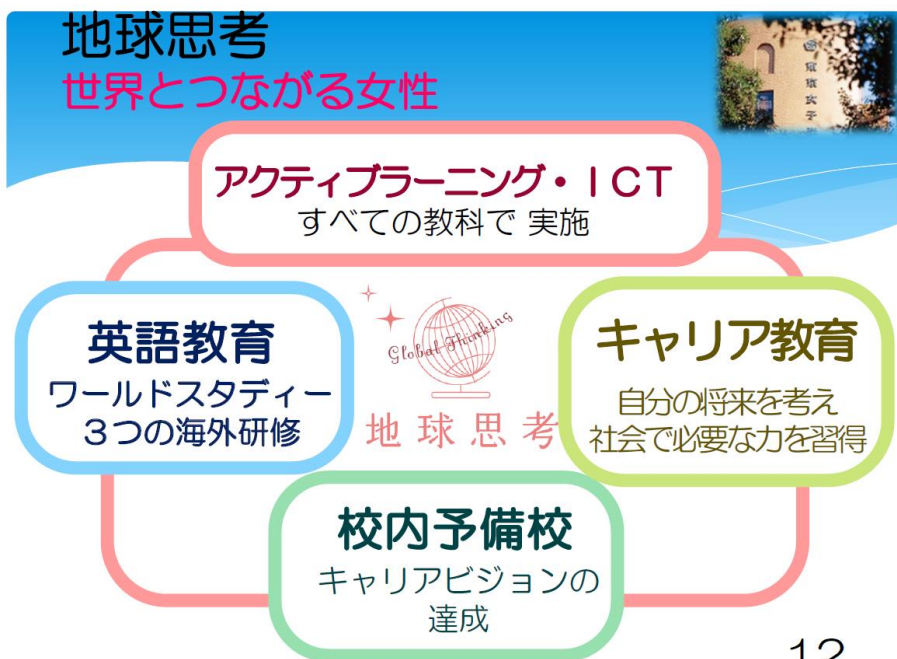 地球思考
世界とつながる女性
アクティブラーニング・ICT
すべての教科で 実施
英語教育
ワールドスタディー
3つの海外研修
Global Thinking
地球思考
キャリア教育
自分の将来を考え
社会で必要な力を習得
校内予備校
キャリアビジョンの
達成
12